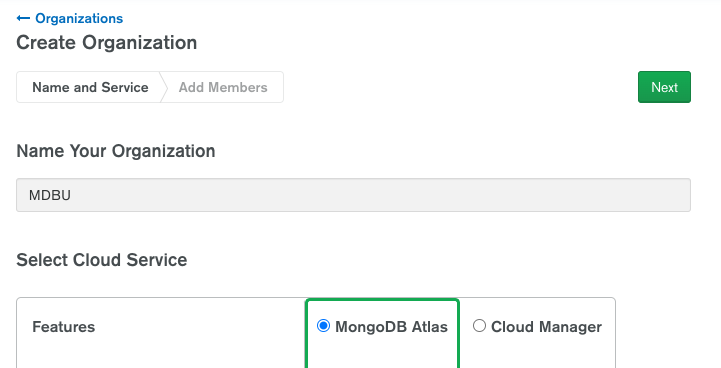 ← Organizations
Create Organization
Name and Service Add Members Next
Name Your Organization
MDBU
Select Cloud Service
Features MongoDB Atlas Cloud Manager